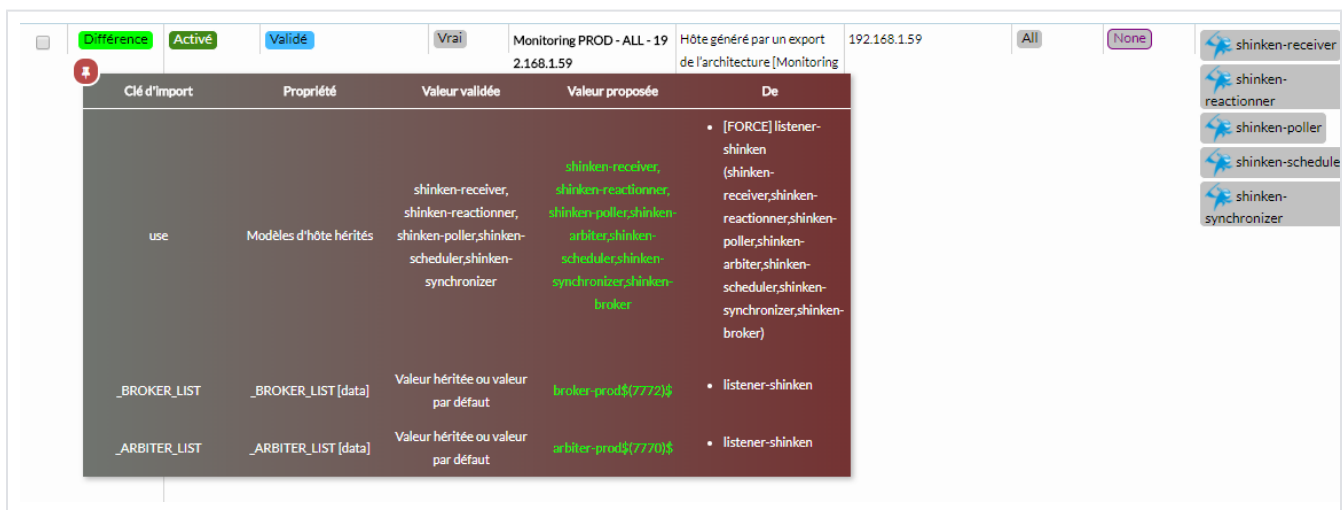 Différence Activé Validé Vrai Monitoring PROD - ALL - 19 Hôte généré par un export 192.168.1.59 All None shinken-receiver
2.168.1.59 de l'architecture [Monitoring
shinken-
reactionner
shinken-poller
shinken-schedule
shinken-
synchronizer
Clé d'import Propriété Valeur validée Valeur proposée De
use
Modèles d'hôte hérités
shinken-receiver,
shinken-reactionner,
shinken-poller,shinken-
scheduler,shinken-
synchronizer
shinken-receiver,
shinken-reactionner,
shinken-poller,shinken-
arbiter,shinken-
scheduler,shinken-
synchronizer,shinken-
broker
• [FORCE] listener-
shinken
(shinken-
receiver,shinken-
reactionner,shinken-
poller,shinken-
arbiter,shinken-
scheduler,shinken-
synchronizer,shinken-
broker)
_BROKER_LIST
_BROKER_LIST [data]
Valeur héritée ou valeur
par défaut
broker-prod$(7772)$
• listener-shinken
_ARBITER_LIST
_ARBITER_LIST [data]
Valeur héritée ou valeur
par défaut
arbiter-prod$(7770)$
• listener-shinken